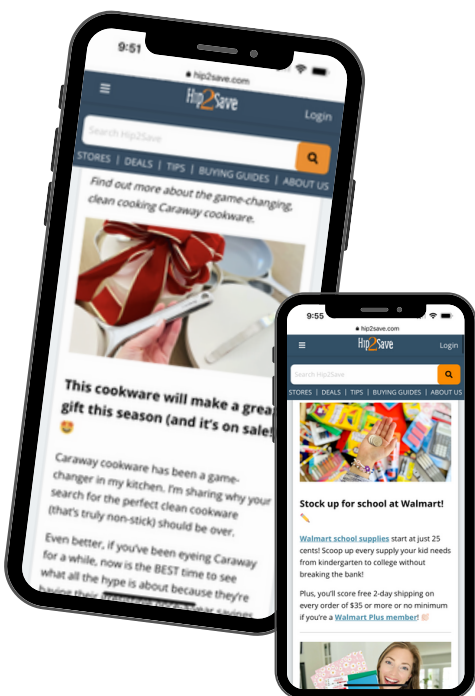 9:51
hip2save.com
Hip2Save
Login
Search Hip2Save
STORES | DEALS | TIPS | BUYING GUIDES | ABOUT US
Find out more about the game-changing,
clean cooking Caraway cookware.
This cookware will make a grea
gift this season (and it's on sale!
🤩
Caraway cookware has been a game-
changer in my kitchen. I'm sharing why your
search for the perfect clean cookware
(that's truly non-stick) should be over.
Even better, if you've been eyeing Caraway
for a while, now is the BEST time to see
what all the hype is about because they're
having their
savings
9:55
hip2save.com
Hip2Save
Login
Search Hip2Save
STORES | DEALS | TIPS | BUYING GUIDES | ABOUT US
Stock up for school at Walmart!
✏️
Walmart school supplies start at just 25
cents! Scoop up every supply your kid needs
from kindergarten to college without
breaking the bank!
Plus, you'll score free 2-day shipping on
every order of $35 or more or no minimum
if you're a Walmart Plus member!